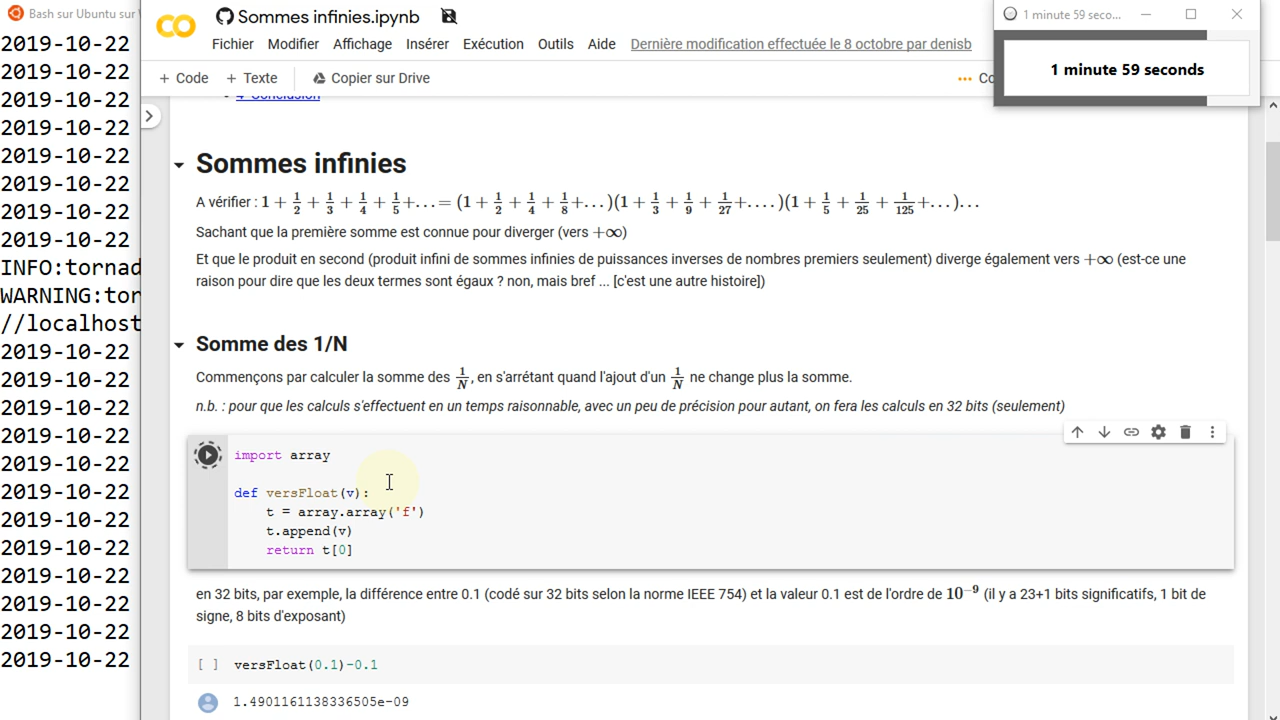 Bash sur Ubuntu sur
2019-10-22
2019-10-22
2019-10-22
2019-10-22
2019-10-22
2019-10-22
2019-10-22
2019-10-22
INFO:tornad
WARNING:tor
//localhost
2019-10-22
2019-10-22
2019-10-22
2019-10-22
2019-10-22
2019-10-22
2019-10-22
2019-10-22
2019-10-22
2019-10-22
2019-10-22
2019-10-22
CO Sommes infinies.ipynb
Fichier Modifier Affichage Insérer Exécution Outils Aide Dernière modification effectuée le 8 octobre par denisb
+ Code + Texte Copier sur Drive ••• Co
1 minute 59 seco...
1 minute 59 seconds
4 Conclusion
Sommes infinies
A vérifier : 1 + 1/2 + 1/3 + 1/4 + 1/5 +... = (1 + 1/2 + 1/4 + 1/8 +...)(1 + 1/3 + 1/9 + 1/27 +....)(1 + 1/5 + 1/25 + 1/125 +...)...
Sachant que la première somme est connue pour diverger (vers +∞)
Et que le produit en second (produit infini de sommes infinies de puissances inverses de nombres premiers seulement) diverge également vers +∞ (est-ce une
raison pour dire que les deux termes sont égaux ? non, mais bref ... [c'est une autre histoire])
Somme des 1/N
Commençons par calculer la somme des 1/N, en s'arrétant quand l'ajout d'un 1/N ne change plus la somme.
n.b. : pour que les calculs s'effectuent en un temps raisonnable, avec un peu de précision pour autant, on fera les calculs en 32 bits (seulement)
import array
def versFloat(v):
t = array.array('f')
t.append(v)
return t[0]
en 32 bits, par exemple, la différence entre 0.1 (codé sur 32 bits selon la norme IEEE 754) et la valeur 0.1 est de l'ordre de 10⁻⁹ (il y a 23+1 bits significatifs, 1 bit de
signe, 8 bits d'exposant)
[ ] versFloat(0.1)-0.1
1.4901161138336505e-09